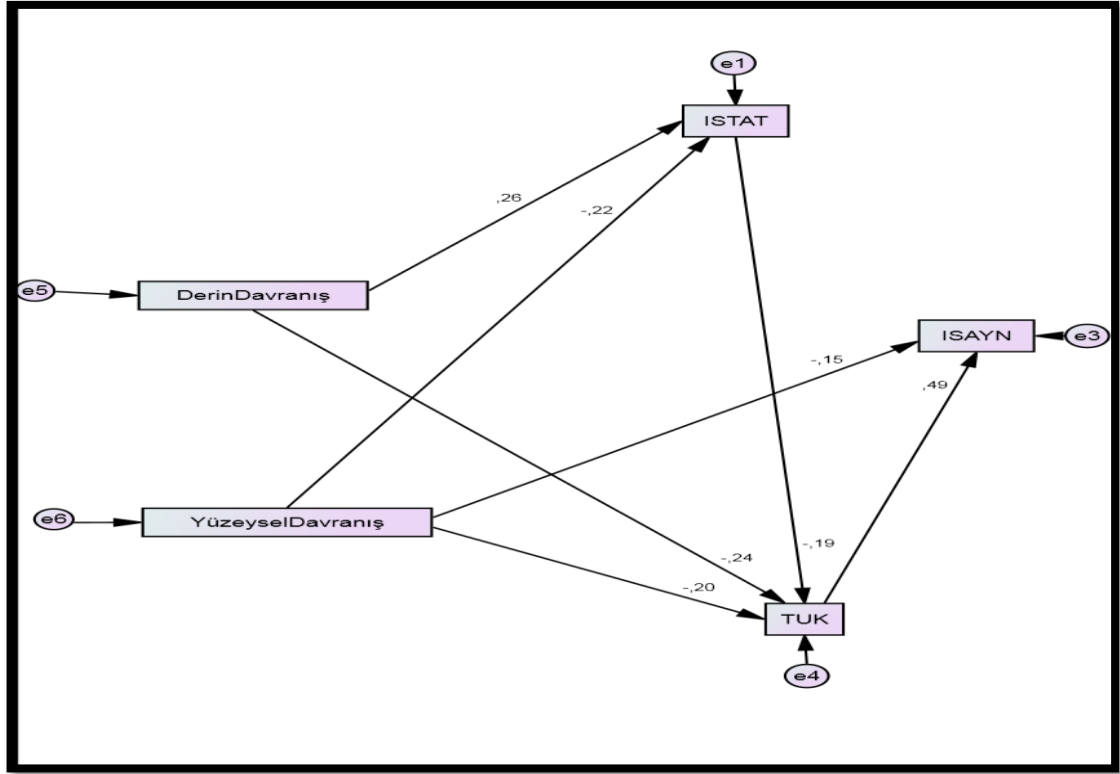 e1
ISTAT
,26
-,22
e5
DerinDavranış
ISAYN
e3
-,15
,49
e6
YüzeyselDavranış
-,19
-,24
-,20
TUK
e4